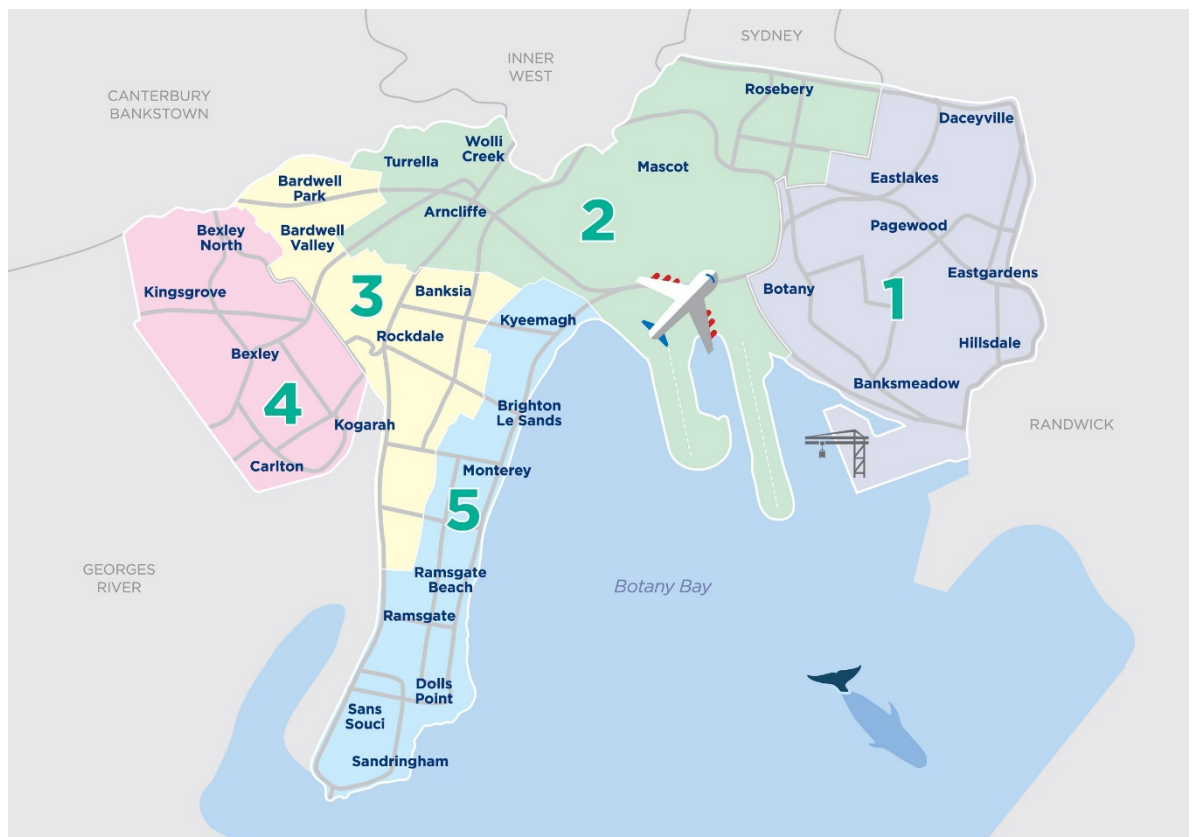 SYDNEY
INNER
WEST
CANTERBURY
BANKSTOWN
Rosebery
Daceyville
Wolli
Creek
Turrella
Mascot
Eastlakes
Bardwell
Park
Arncliffe
2
Pagewood
Bexley
North
Bardwell
Valley
Kingsgrove
3
Banksia
Botany
1
Eastgardens
Kyeemagh
Rockdale
Hillsdale
Bexley
Banksmeadow
4
Brighton
Le Sands
Kogarah
RANDWICK
Carlton
Monterey
5
GEORGES
RIVER
Ramsgate
Beach
Botany Bay
Ramsgate
Dolls
Point
Sans
Souci
Sandringham